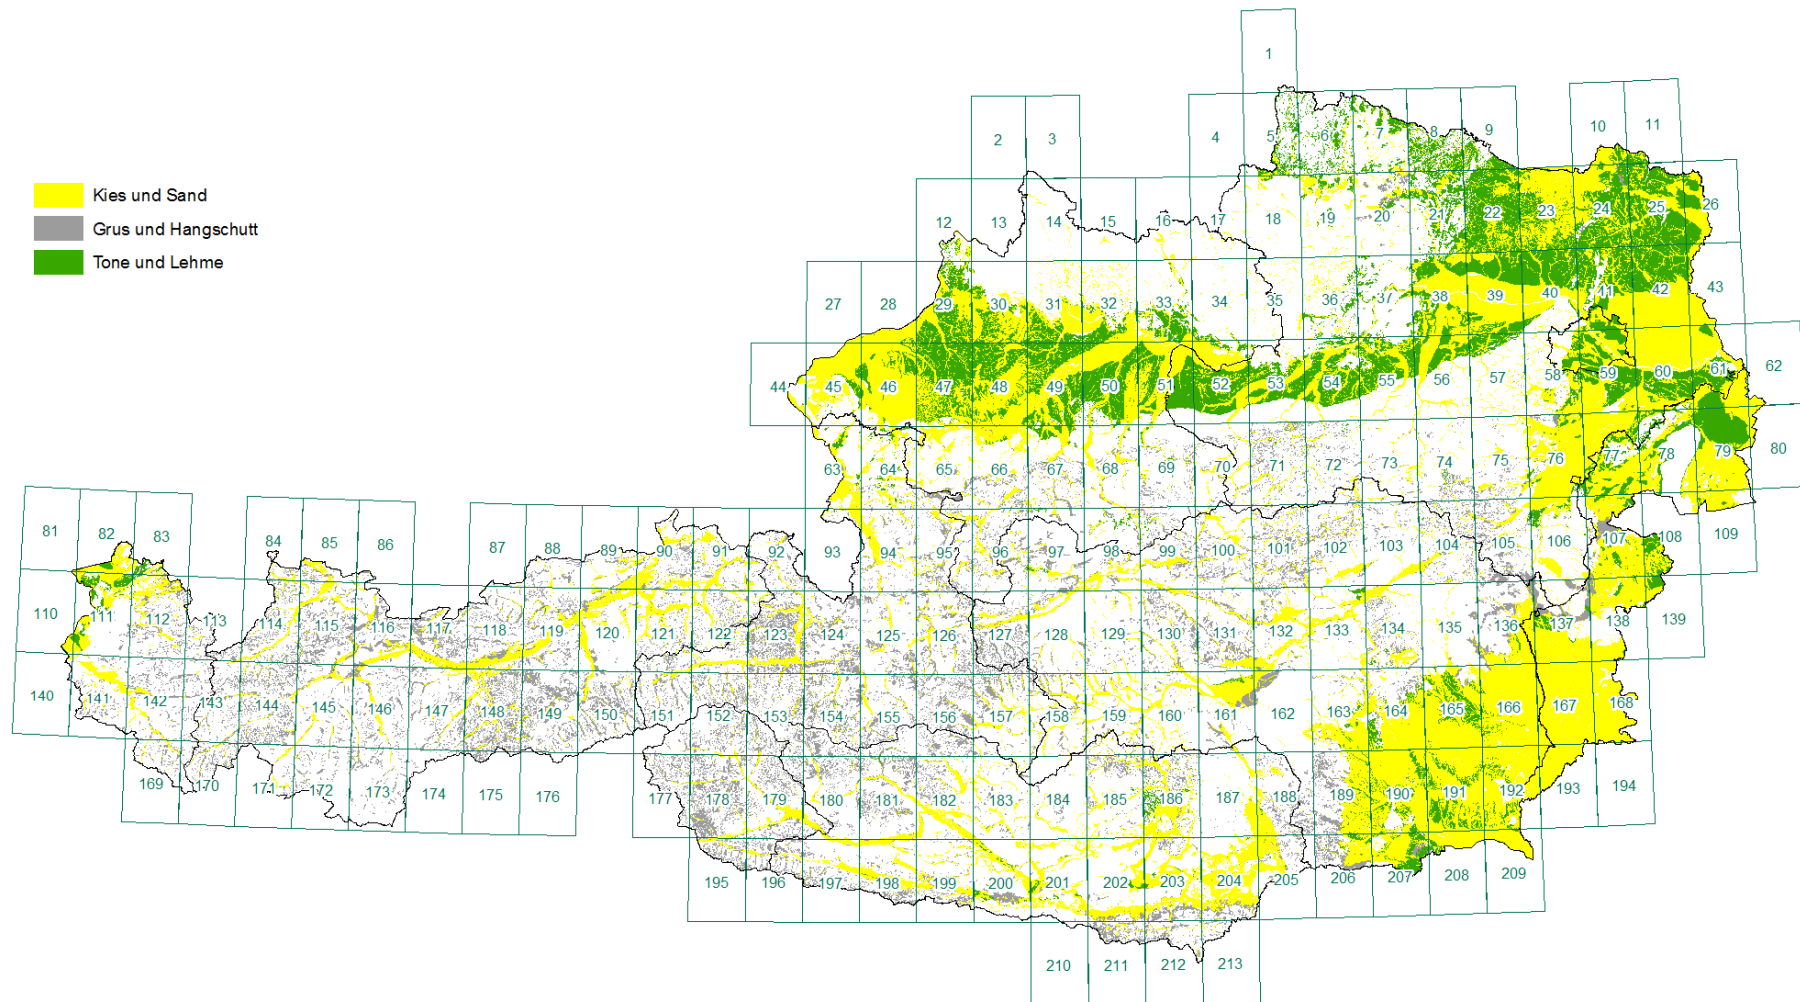 1
2 3 4 5 6 7 8 9 10 11
Kies und Sand
Grus und Hangschutt
Tone und Lehme
12 13 14 15 16 17 18 19 20 21 22 23 24 25 26
27 28 29 30 31 32 33 34 35 36 37 38 39 40 41 42 43
44 45 46 47 48 49 50 51 52 53 54 55 56 57 58 59 60 61 62
63 64 65 66 67 68 69 70 71 72 73 74 75 76 77 78 79 80
81 82 83 84 85 86 87 88 89 90 91 92 93 94 95 96 97 98 99 100 101 102 103 104 105 106 107 108 109
110 111 112 113 114 115 116 117 118 119 120 121 122 123 124 125 126 127 128 129 130 131 132 133 134 135 136 137 138 139
140 141 142 143 144 145 146 147 148 149 150 151 152 153 154 155 156 157 158 159 160 161 162 163 164 165 166 167 168
169 170 171 172 173 174 175 176 177 178 179 180 181 182 183 184 185 186 187 188 189 190 191 192 193 194
195 196 197 198 199 200 201 202 203 204 205 206 207 208 209
210 211 212 213